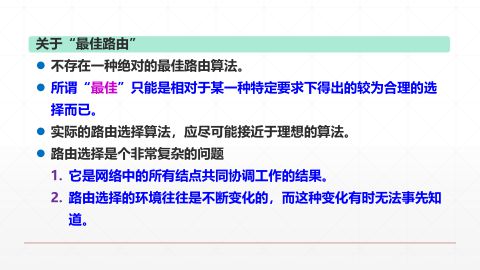 关于“最佳路由”
不存在一种绝对的最佳路由算法。
所谓“最佳”只能是相对于某一种特定要求下得出的较为合理的选
择而已。
实际的路由选择算法，应尽可能接近于理想的算法。
路由选择是个非常复杂的问题
1. 它是网络中的所有结点共同协调工作的结果。
2. 路由选择的环境往往是不断变化的，而这种变化有时无法事先知
道。